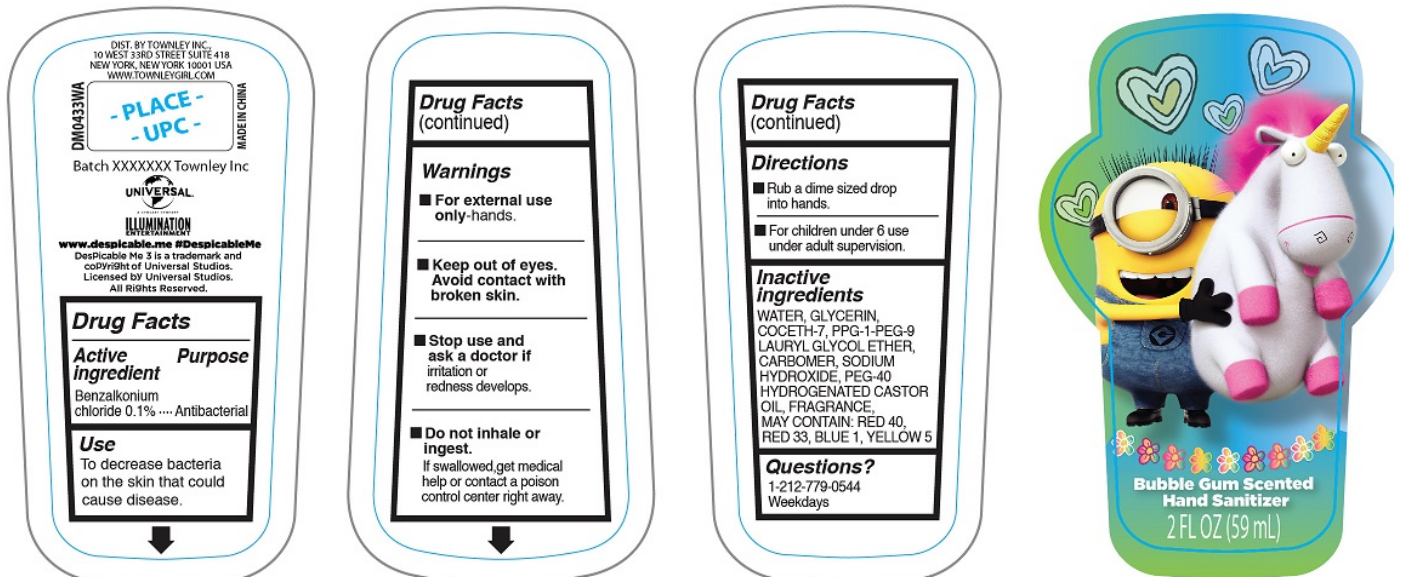 DIST. BY TOWNLEY INC.,
10 WEST 33RD STREET SUITE 418
NEW YORK, NEW YORK 10001 USA
WWW.TOWNLEYGIRL.COM
DM0433WA
- PLACE -
- UPC -
MADE IN CHINA
Batch XXXXXXX Townley Inc
UNIVERSAL
A COMCAST COMPANY
ILLUMINATION
ENTERTAINMENT
www.despicable.me #DespicableMe
DesPicable Me 3 is a trademark and
coPyright of Universal Studios.
Licensed by Universal Studios.
All Rights Reserved.
Drug Facts
Active Purpose
ingredient
Benzalkonium
chloride 0.1% ···· Antibacterial
Use
To decrease bacteria
on the skin that could
cause disease.
Drug Facts
(continued)
Warnings
■ For external use
only-hands.
■ Keep out of eyes.
Avoid contact with
broken skin.
■ Stop use and
ask a doctor if
irritation or
redness develops.
■ Do not inhale or
ingest.
If swallowed,get medical
help or contact a poison
control center right away.
Drug Facts
(continued)
Directions
■ Rub a dime sized drop
into hands.
■ For children under 6 use
under adult supervision.
Inactive
ingredients
WATER, GLYCERIN,
COCETH-7, PPG-1-PEG-9
LAURYL GLYCOL ETHER,
CARBOMER, SODIUM
HYDROXIDE, PEG-40
HYDROGENATED CASTOR
OIL, FRAGRANCE,
MAY CONTAIN: RED 40,
RED 33, BLUE 1, YELLOW 5
Questions?
1-212-779-0544
Weekdays
Bubble Gum Scented
Hand Sanitizer
2 FL OZ (59 mL)